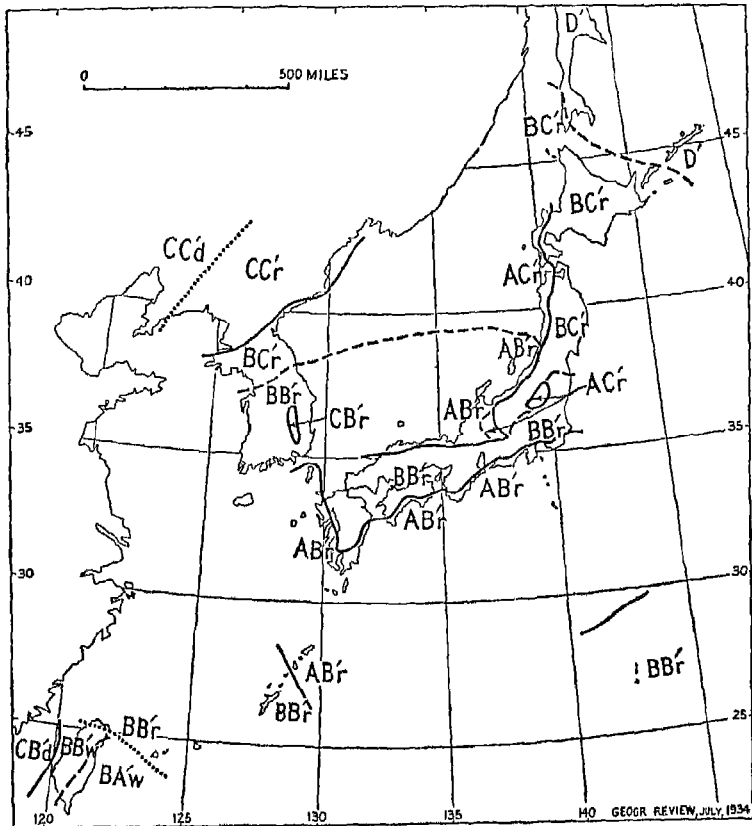 D'
0 500 MILES
BC'r
45
45
D'
BC'r
CC'd
CC'r
40
AC'r
40
BC'r
BC'r
AB'r
BB'r
AC'r
CB'r
AB'r
35
BB'r
35
BB'r
AB'r
AB'r
AB'r
30
30
AB'r
BB'r
BB'r
BB'r
25
CB'd
BB'w
BA'w
120
125
130
135
140
GEOGR REVIEW, JULY, 1934